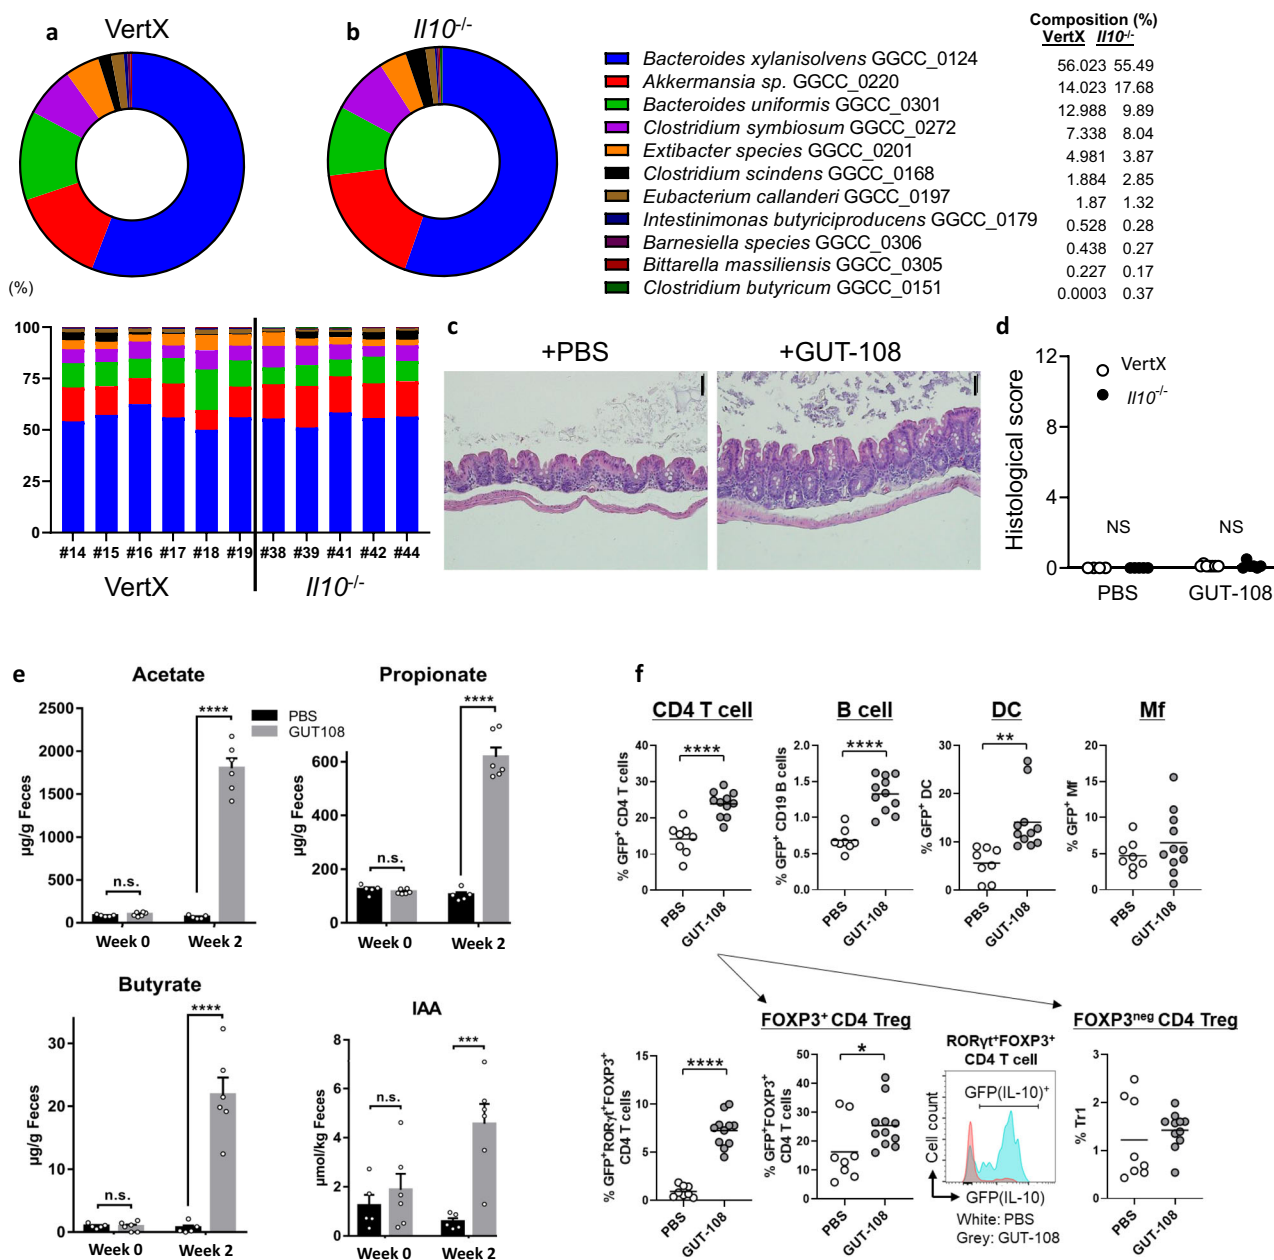 a
VertX
b
Il10-/-
Composition (%)
VertX Il10-/-
Bacteroides xylanisolvens GGCC_0124 56.023 55.49
Akkermansia sp. GGCC_0220 14.023 17.68
Bacteroides uniformis GGCC_0301 12.988 9.89
Clostridium symbiosum GGCC_0272 7.338 8.04
Extibacter species GGCC_0201 4.981 3.87
Clostridium scindens GGCC_0168 1.884 2.85
Eubacterium callanderi GGCC_0197 1.87 1.32
Intestinimonas butyriciproducens GGCC_0179 0.528 0.28
Barnesiella species GGCC_0306 0.438 0.27
Bittarella massiliensis GGCC_0305 0.227 0.17
Clostridium butyricum GGCC_0151 0.0003 0.37
(%)
100
75
50
25
0
#14 #15 #16 #17 #18 #19 #38 #39 #41 #42 #44
VertX Il10-/-
c
+PBS
+GUT-108
d
Histological score
12
8
4
0
VertX
Il10-/-
NS NS
PBS GUT-108
e
Acetate
µg/g Feces
2500
2000
1500
1000
500
0
n.s.
****
PBS
GUT108
Week 0 Week 2
Propionate
µg/g Feces
600
400
200
0
n.s.
****
Week 0 Week 2
Butyrate
µg/g Feces
30
20
10
0
n.s.
****
Week 0 Week 2
IAA
µmol/kg Feces
8
6
4
2
0
n.s.
***
Week 0 Week 2
f
CD4 T cell
% GFP+ CD4 T cells
40
30
20
10
0
****
PBS
GUT-108
B cell
% GFP+ CD19 B cells
2.0
1.5
1.0
0.5
0.0
****
PBS
GUT-108
DC
% GFP+ DC
30
20
10
0
**
PBS
GUT-108
Mf
% GFP+ Mf
20
15
10
5
0
PBS
GUT-108
FOXP3+ CD4 Treg
FOXP3neg CD4 Treg
% GFP+RORγt+FOXP3+
CD4 T cells
15
10
5
0
****
PBS
GUT-108
% GFP+FOXP3+
CD4 T cells
50
40
30
20
10
0
*
PBS
GUT-108
RORγt+FOXP3+
CD4 T cell
GFP(IL-10)+
Cell count
GFP(IL-10)
White: PBS
Grey: GUT-108
% Tr1
3
2
1
0
PBS
GUT-108